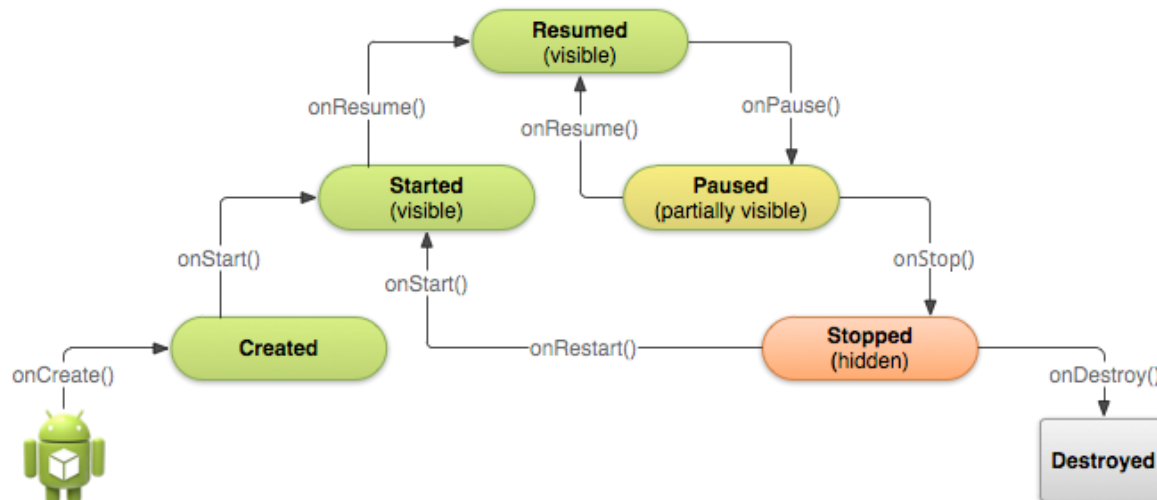 Resumed
(visible)
onResume()
onResume()
onPause()
Started
(visible)
Paused
(partially visible)
onStart()
onStart()
onStop()
Created
onRestart()
Stopped
(hidden)
onCreate()
onDestroy()
Destroyed